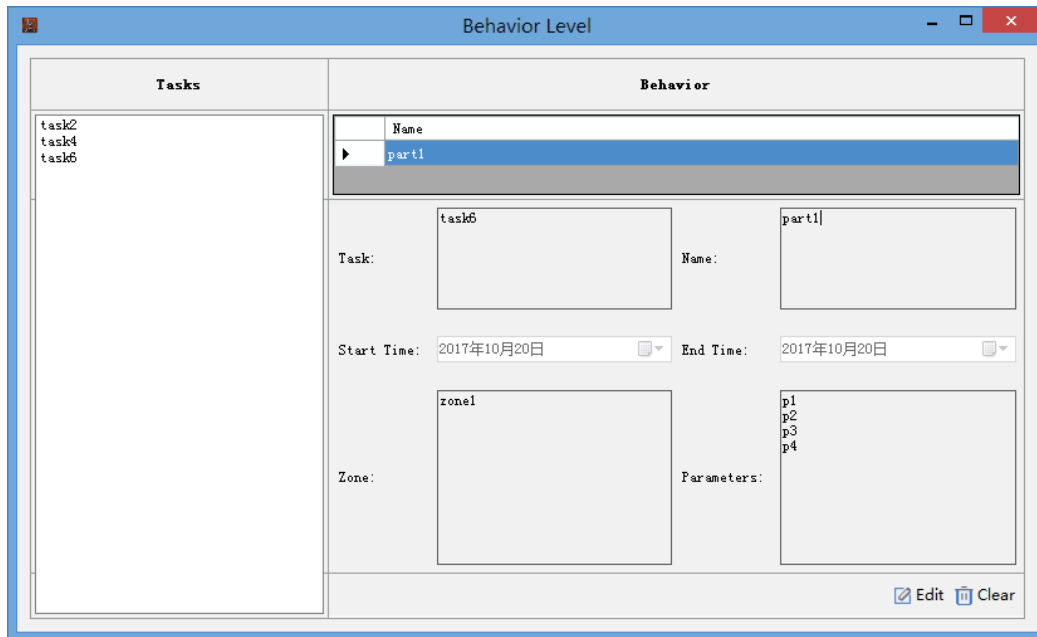 Behavior Level
Tasks
Behavior
task2
task4
task6
Name
part1
Task:
task6
Name:
part1
Start Time:
2017年10月20日
End Time:
2017年10月20日
Zone:
zone1
Parameters:
p1
p2
p3
p4
Edit
Clear